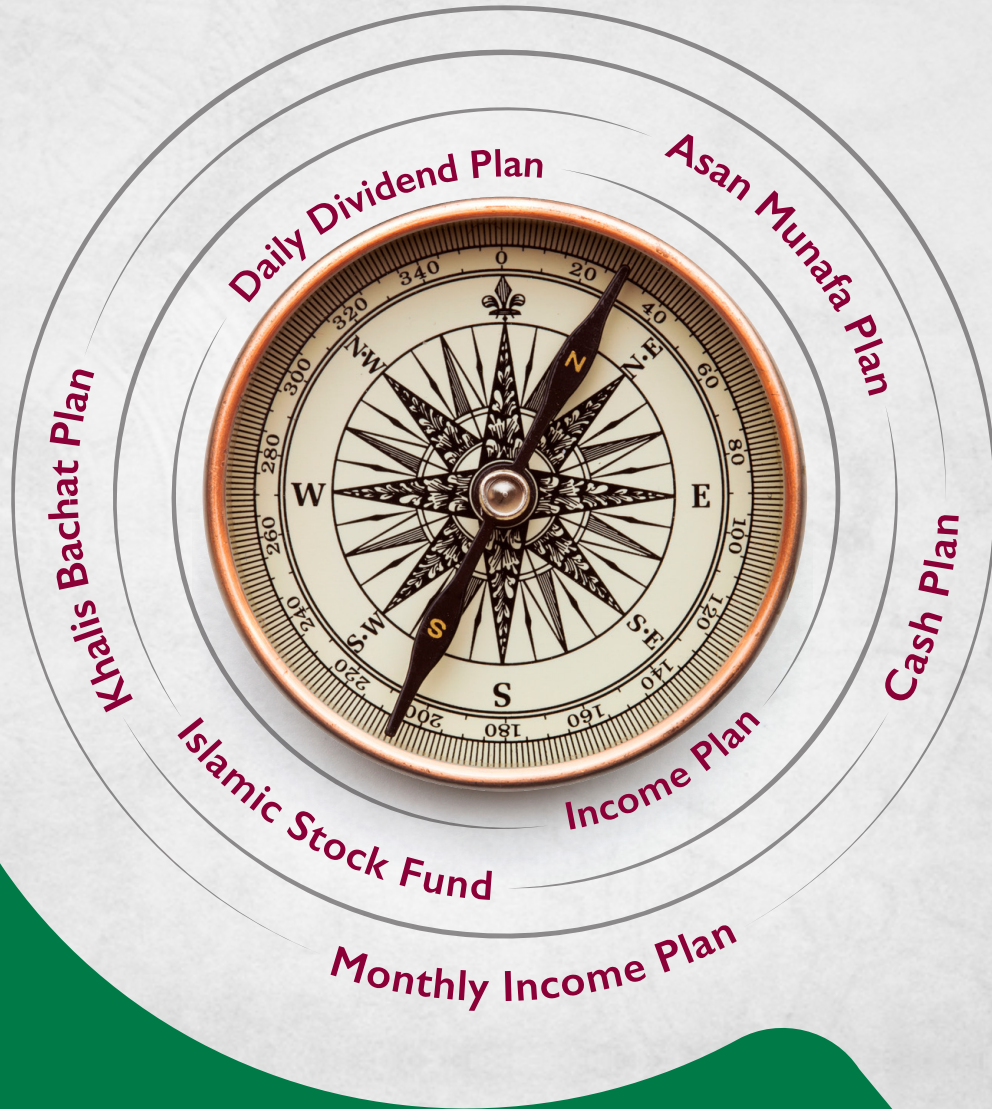 Daily Dividend Plan
Asan Munafa Plan
Khalis Bachat Plan
Cash Plan
Islamic Stock Fund
Income Plan
Monthly Income Plan
0
20
40
60
80
100
120
140
160
180
200
220
240
260
280
300
320
340
N·W
N·E
N
W
E
S
S·W
S·E
S